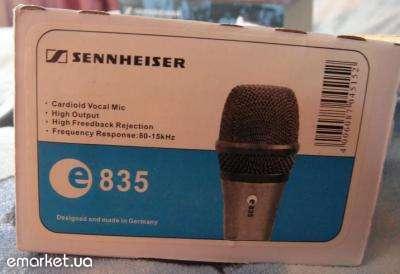 SENNHEISER
· Cardioid Vocal Mic
· High Output
· High Freedback Rejection
· Frequency Response:80-15kHz
e 835
Designed and made in Germany
emarket.ua